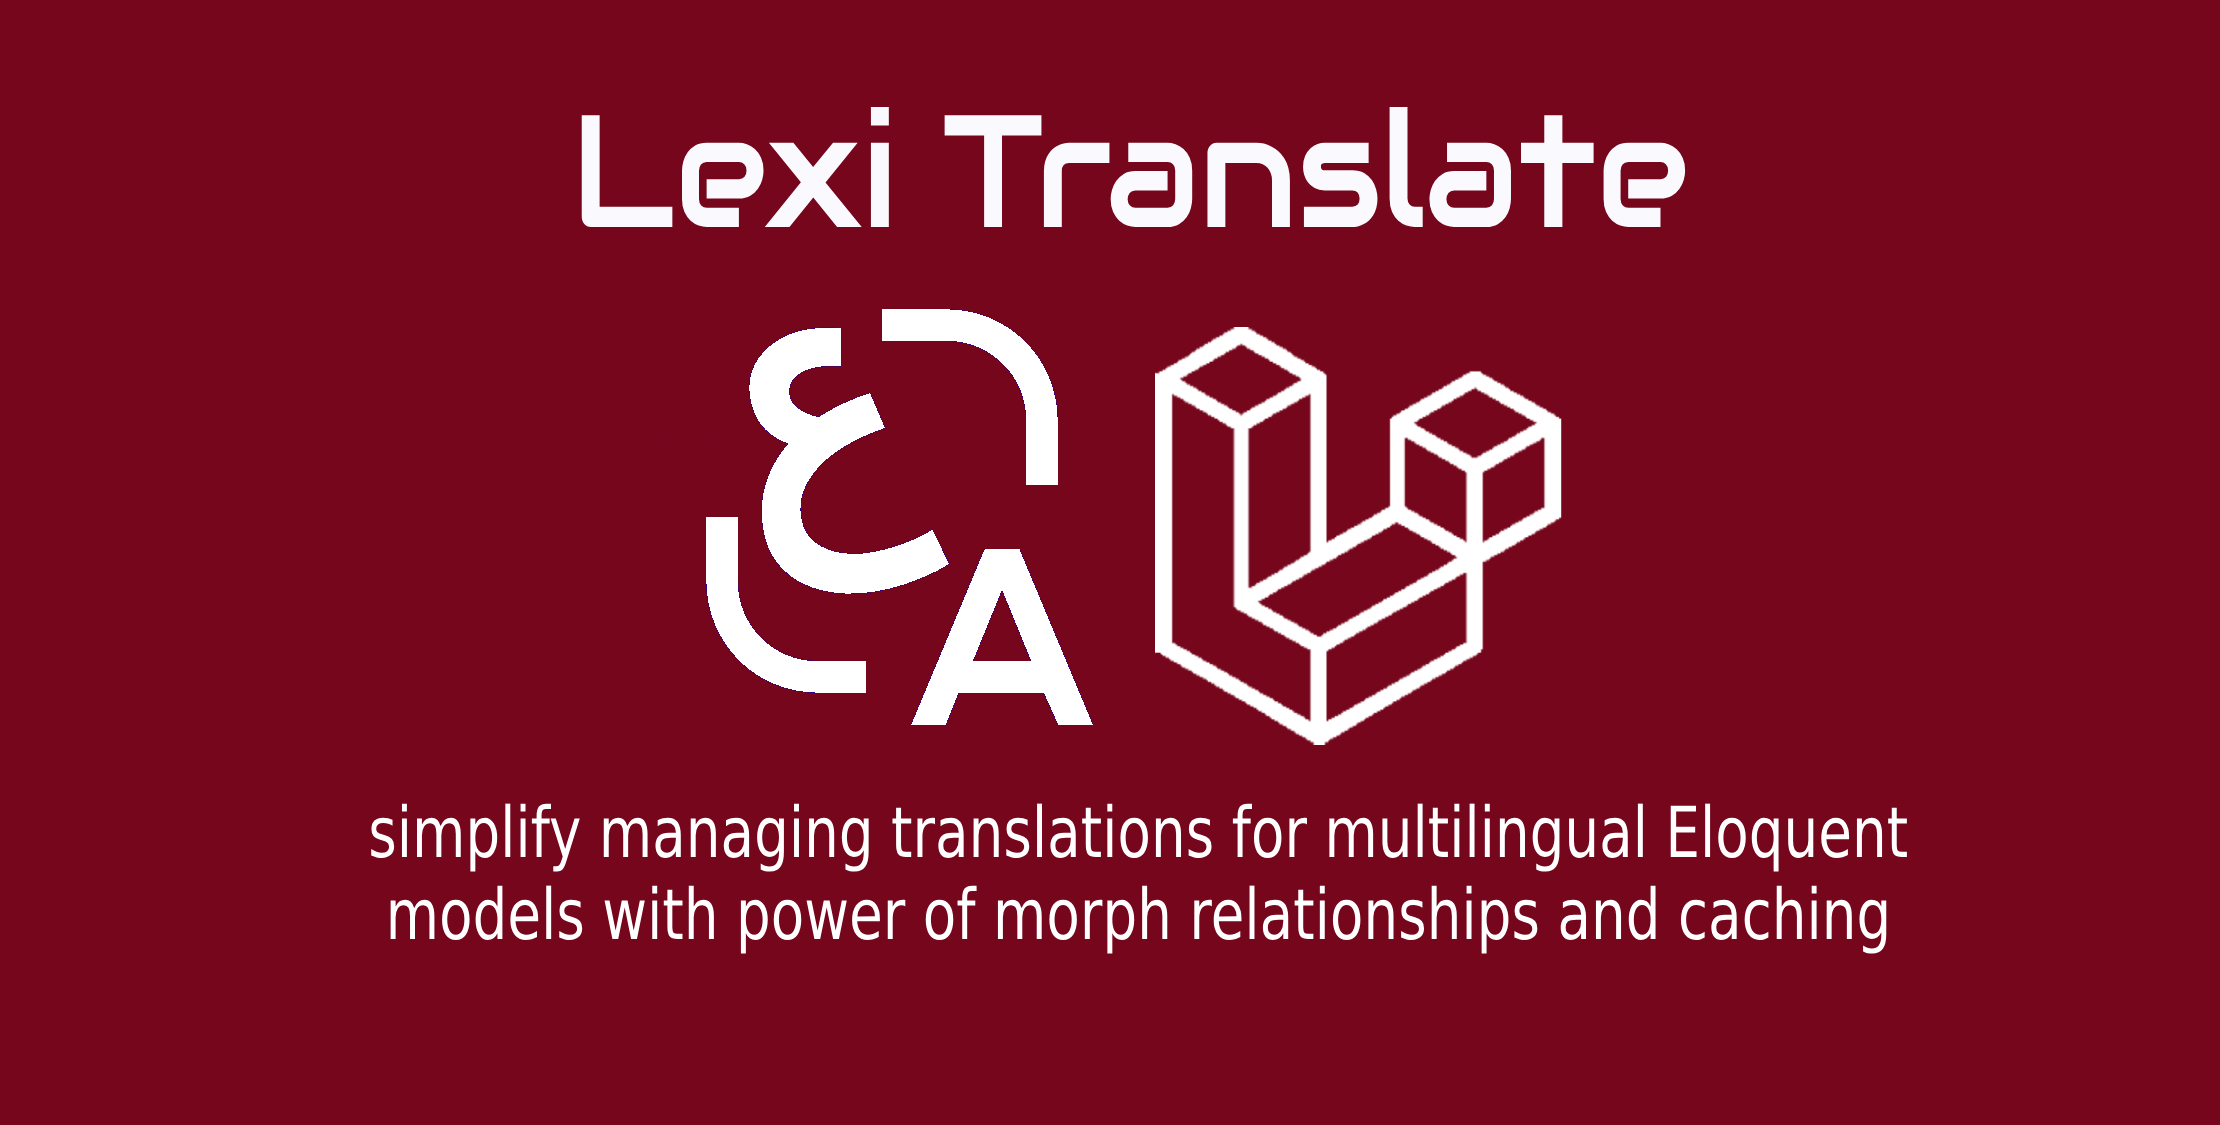 Lexi Translate
ع
A
simplify managing translations for multilingual Eloquent
models with power of morph relationships and caching